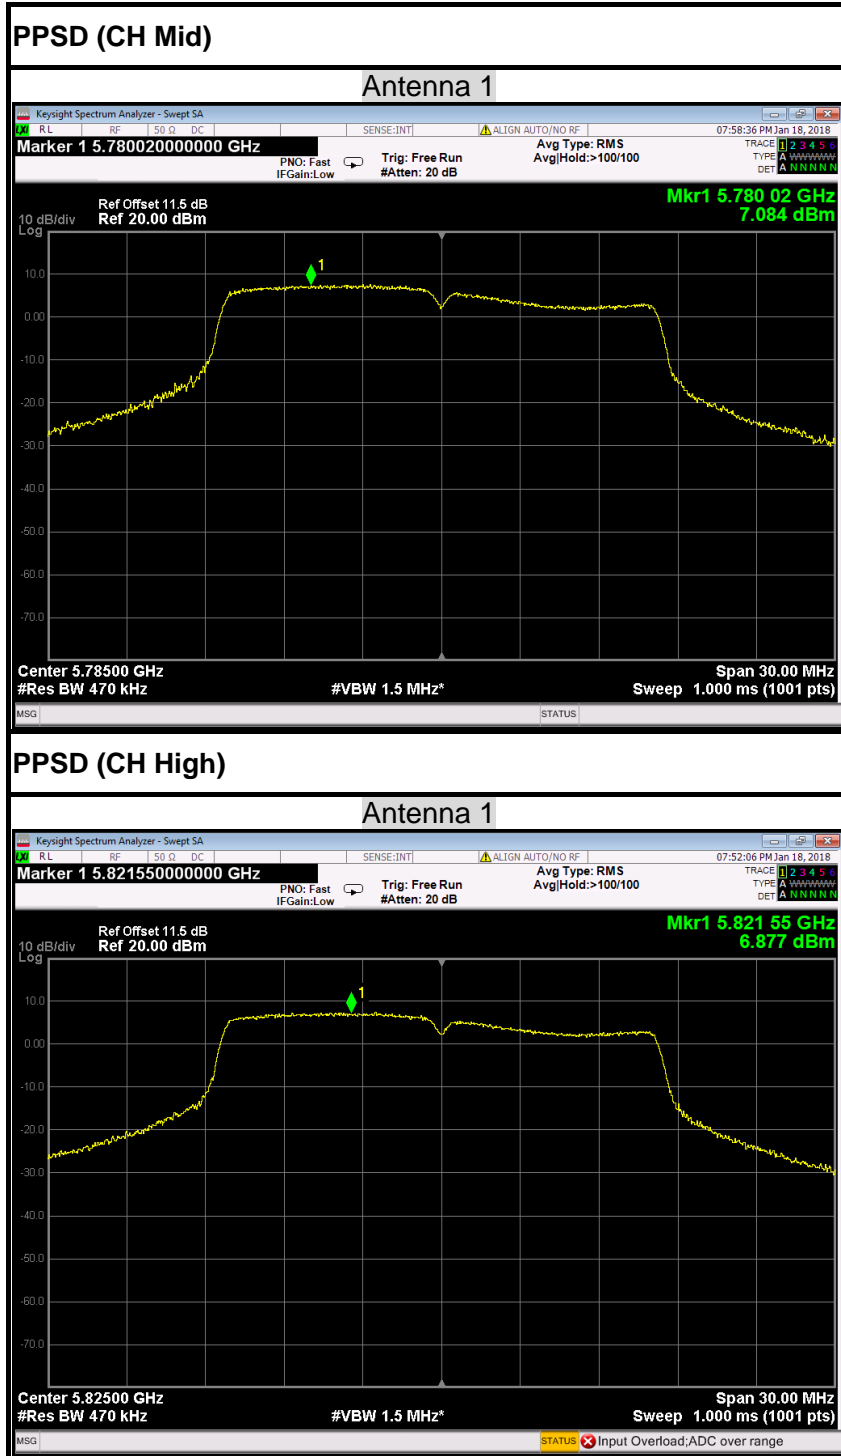 PPSD (CH Mid)
Antenna 1
Keysight Spectrum Analyzer - Swept SA
LXI RL RF 50 Ω DC SENSE:INT ALIGN AUTO/NO RF 07:58:36 PM Jan 18, 2018
Marker 1 5.780020000000 GHz
PNO: Fast
IFGain:Low
Trig: Free Run
#Atten: 20 dB
Avg Type: RMS
Avg|Hold:>100/100
TRACE 1 2 3 4 5 6
TYPE A WWWWW
DET A N N N N N
Mkr1 5.780 02 GHz
7.084 dBm
Ref Offset 11.5 dB
10 dB/div Ref 20.00 dBm
Log
1
10.0
0.00
-10.0
-20.0
-30.0
-40.0
-50.0
-60.0
-70.0
Center 5.78500 GHz Span 30.00 MHz
#Res BW 470 kHz #VBW 1.5 MHz* Sweep 1.000 ms (1001 pts)
MSG STATUS
PPSD (CH High)
Antenna 1
Keysight Spectrum Analyzer - Swept SA
LXI RL RF 50 Ω DC SENSE:INT ALIGN AUTO/NO RF 07:52:06 PM Jan 18, 2018
Marker 1 5.821550000000 GHz
PNO: Fast
IFGain:Low
Trig: Free Run
#Atten: 20 dB
Avg Type: RMS
Avg|Hold:>100/100
TRACE 1 2 3 4 5 6
TYPE A WWWWW
DET A N N N N N
Mkr1 5.821 55 GHz
6.877 dBm
Ref Offset 11.5 dB
10 dB/div Ref 20.00 dBm
Log
1
10.0
0.00
-10.0
-20.0
-30.0
-40.0
-50.0
-60.0
-70.0
Center 5.82500 GHz Span 30.00 MHz
#Res BW 470 kHz #VBW 1.5 MHz* Sweep 1.000 ms (1001 pts)
MSG STATUS Input Overload;ADC over range